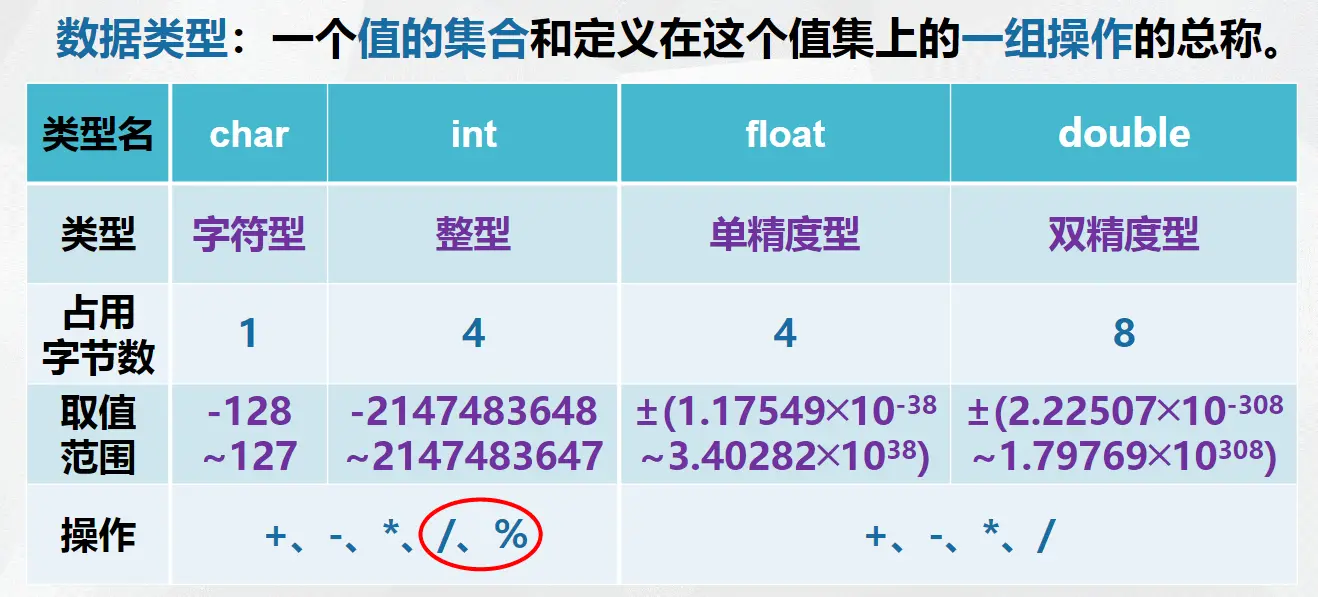 数据类型：一个值的集合和定义在这个值集上的一组操作的总称。
类型名 char int float double
类型 字符型 整型 单精度型 双精度型
占用
字节数 1 4 4 8
取值 -128 -2147483648 ±(1.17549×10⁻³⁸ ±(2.22507×10⁻³⁰⁸
范围 ~127 ~2147483647 ~3.40282×10³⁸) ~1.79769×10³⁰⁸)
操作 +、-、*、/、% +、-、*、/